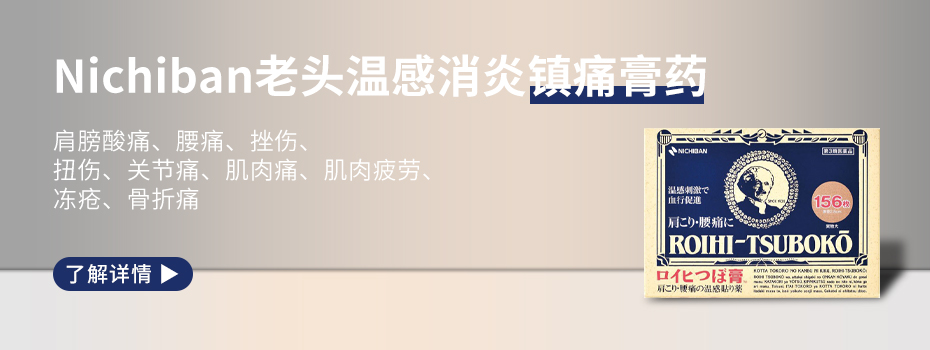 Nichiban老头温感消炎镇痛膏药
肩膀酸痛、腰痛、挫伤、
扭伤、关节痛、肌肉痛、肌肉疲劳、
冻疮、骨折痛
了解详情 ▶
NICHIBAN
第3類医薬品
温感刺激で
血行促進
156枚
肩こり・腰痛に
ROIHI-TSUBOKŌ
ロイヒつぼ膏
肩こり・腰痛の温感貼り薬